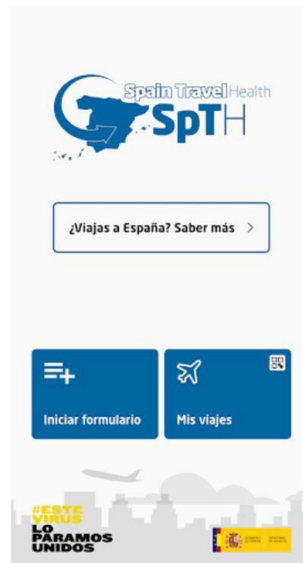 Spain Travel Health
SpTH
¿Viajas a España? Saber más
Iniciar formulario
Mis viajes
#ESTE
VIRUS
LO
PARAMOS
UNIDOS